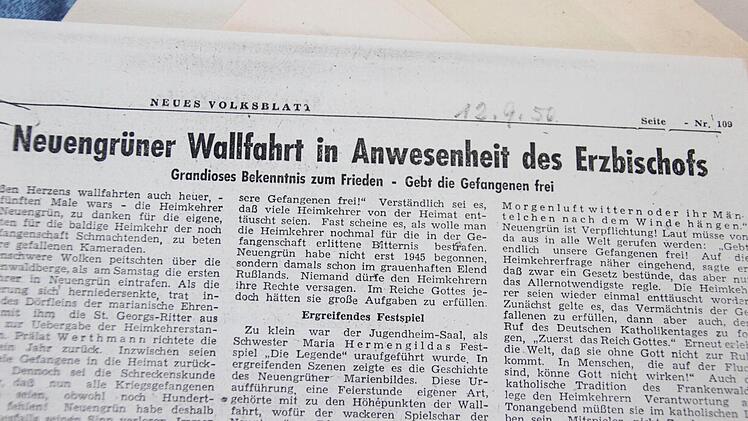 NEUES VOLKSBLATT
12.9.56
Seite - Nr. 109
Neuengrüner Wallfahrt in Anwesenheit des Erzbischofs
Grandioses Bekenntnis zum Frieden - Gebt die Gefangenen frei
ßen Herzens wallfahrten auch heuer, -
fünften Male wars - die Heimkehrer
Neuengrün, zu danken für die eigene,
für die baldige Heimkehr der noch
angenschaft Schmachtenden, zu beten
gefallenen Kameraden.
schwere Wolken peitschten über die
enwaldberge, als am Samstag die ersten
in Neuengrün eintrafen. Als die
herniedersenkte, trat in-
des Dörfleins der marianische Ehren-
mit ihm die St. Georgs-Ritter aus
zur Uebergabe der Heimkehrerstan-
Prälat Werthmann richtete die
ein Jahr zurück. Inzwischen seien
Gefangene in die Heimat zurück-
Dennoch sei die Schreckenskunde
daß nun alle Kriegsgefangenen
seien, obwohl noch Hundert-
fehlen! Neuengrün habe deshalb
sere Gefangenen frei!" Verständlich sei es,
daß viele Heimkehrer von der Heimat ent-
täuscht seien. Fast scheine es, als wolle man
die Heimkehrer nochmal für die in der Ge-
fangenschaft erlittene Bitternis bestrafen.
Neuengrün habe nicht erst 1945 begonnen,
sondern damals schon im grauenhaften Elend
Rußlands. Niemand dürfe den Heimkehrern
ihre Rechte versagen. Im Reiche Gottes je-
doch hätten sie große Aufgaben zu erfüllen.
Ergreifendes Festspiel
Zu klein war der Jugendheim-Saal, als
Schwester Maria Hermengildas Fest-
spiel „Die Legende" uraufgeführt wurde. In
ergreifenden Szenen zeigte es die Geschichte
des Neuengrüner Marienbildes. Diese Ur-
aufführung, eine Feierstunde eigener Art,
gehörte mit zu den Höhepunkten der Wall-
fahrt, wofür der wackeren Spielschar der
Morgenluft wittern oder ihr Män-
telchen nach dem Winde hängen."
Neuengrün ist Verpflichtung! Laut müsse von
da aus in alle Welt gerufen werden: „Gebt
endlich unsere Gefangenen frei! Auf die
Heimkehrerfrage näher eingehend, sagte er
daß zwar ein Gesetz bestünde, das aber nur
das Allernotwendigste regle. Die Heimkeh-
rer seien wieder einmal enttäuscht worden
Zunächst gelte es, das Vermächtnis der Ge-
fallenen zu erfüllen, dann aber auch, den
Ruf des Deutschen Katholikentages zu fol-
gen, „Zuerst das Reich Gottes." Erneut erleb
die Welt, daß sie ohne Gott nicht zur Ruh
kommt. In Menschen, die auf der Fluc
sind, könne Gott nicht wirken! Auch d
katholische Tradition des Frankenwald
lege den Heimkehrern Verantwortung a
Tonangebend müßten sie im katholischen L